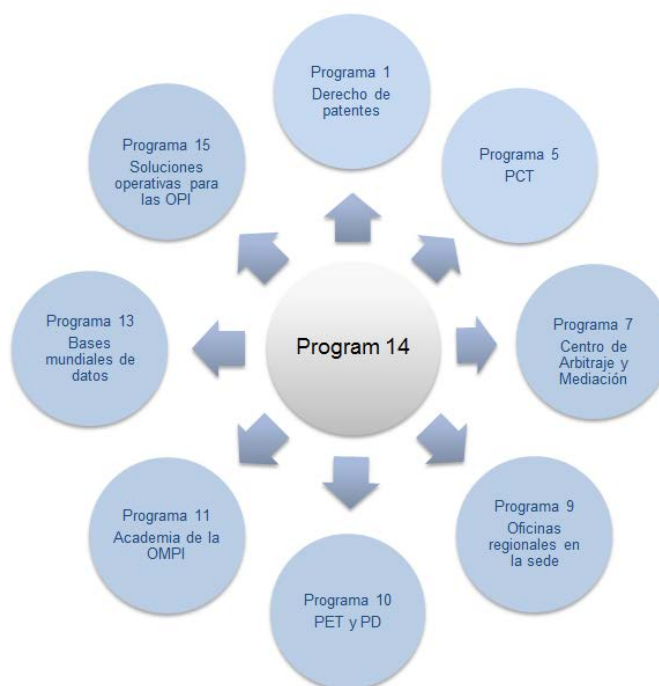 Programa 1
Derecho de
patentes
Programa 5
PCT
Programa 7
Centro de
Arbitraje y
Mediación
Programa 9
Oficinas
regionales en
la sede
Programa 10
PET y PD
Programa 11
Academia de la
OMPI
Programa 13
Bases
mundiales de
datos
Programa 15
Soluciones
operativas para
las OPI
Program 14